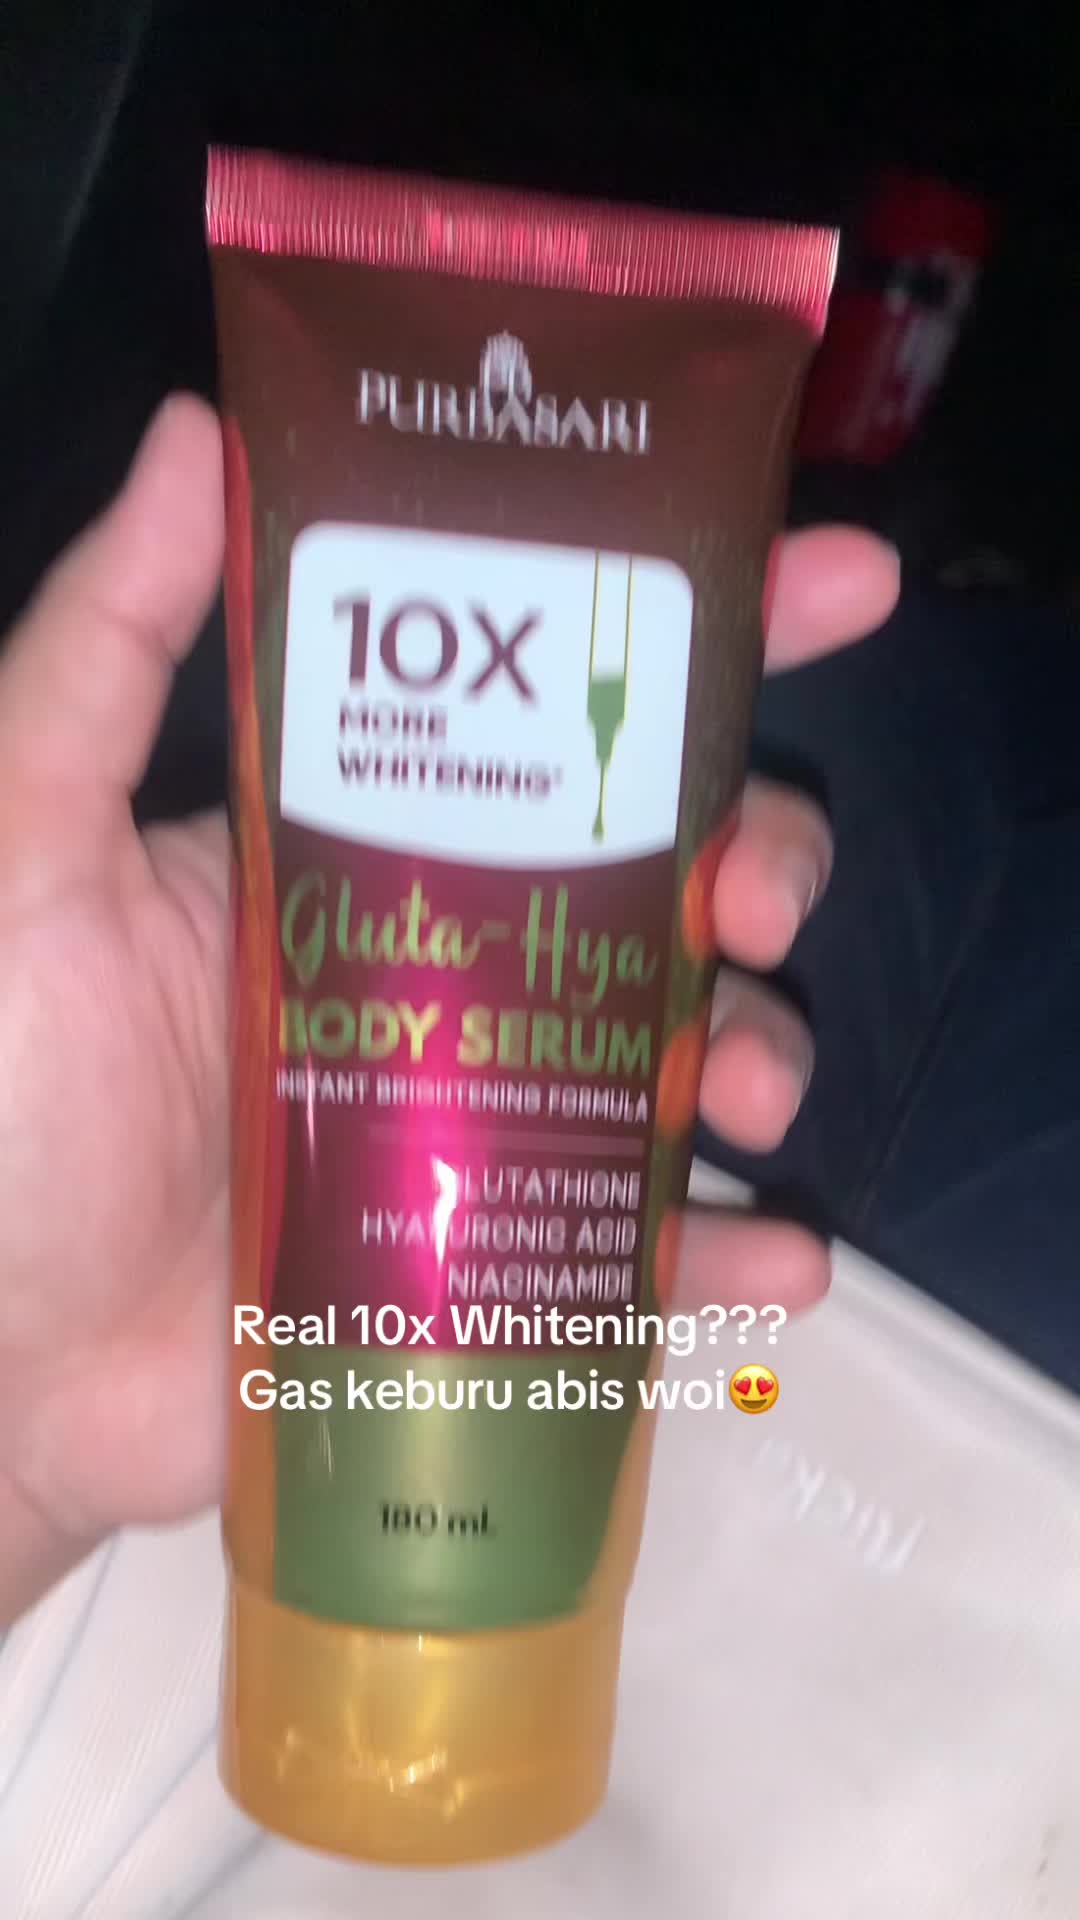 PURBASARI
10X
MORE
WHITENING*
Gluta-Hya
BODY SERUM
INSTANT BRIGHTENING FORMULA
GLUTATHIONE
HYALURONIC ACID
NIACINAMIDE
Real 10x Whitening???
Gas keburu abis woi😍
180 ml